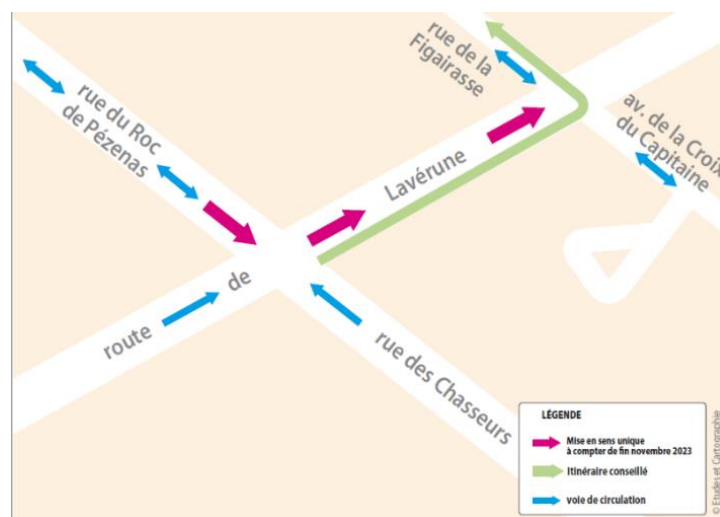 rue de la
Figairasse
rue du Roc
de Pézenas
av. de la Croix
du Capitaine
route de Lavérune
rue des Chasseurs
LÉGENDE
Mise en sens unique
à compter de fin novembre 2023
Itinéraire conseillé
voie de circulation
© Etudes et Cartographie